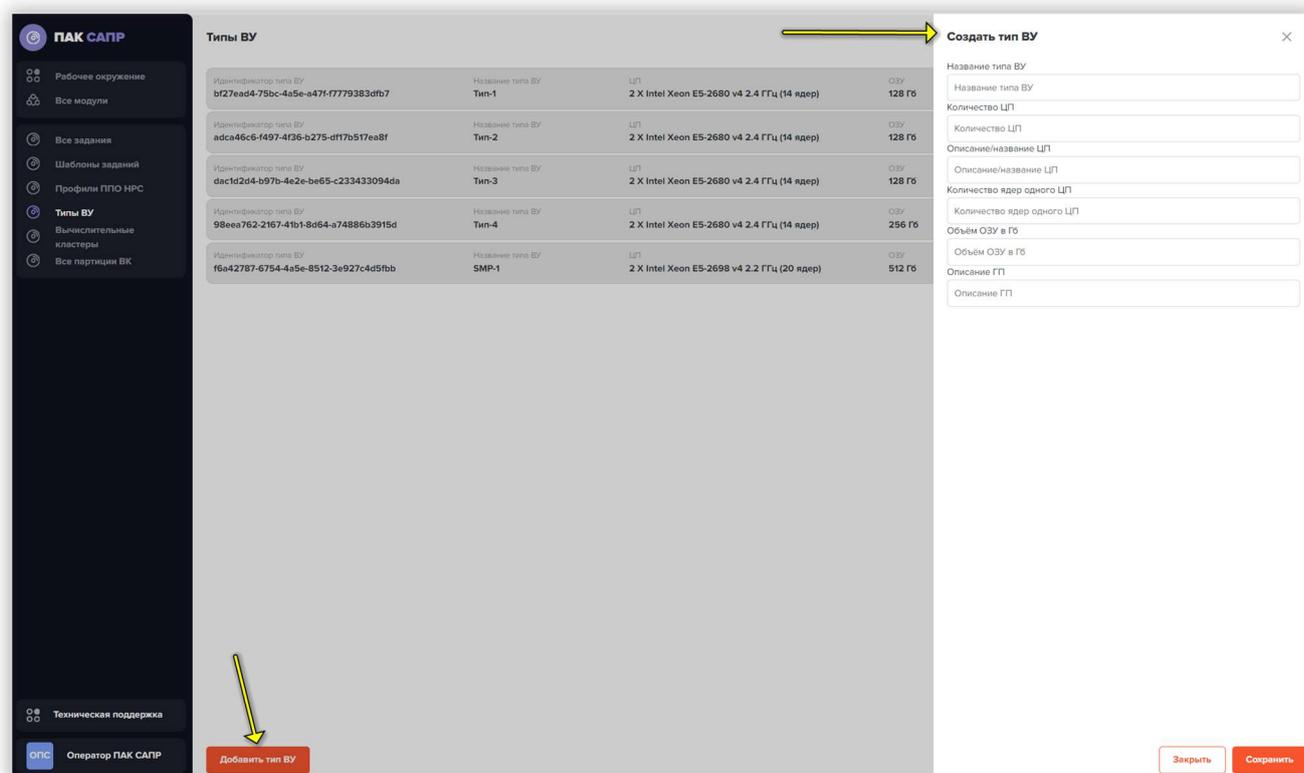 ПАК САПР
Рабочее окружение
Все модули
Все задания
Шаблоны заданий
Профили ППО НРС
Типы ВУ
Вычислительные
кластеры
Все партиции ВК
Техническая поддержка
ОПС Оператор ПАК САПР
Типы ВУ
Идентификатор типа ВУ Название типа ВУ ЦП ОЗУ
bf27ead4-75bc-4a5e-a47f-f7779383dfb7 Тип-1 2 X Intel Xeon E5-2680 v4 2.4 ГГц (14 ядер) 128 Гб
Идентификатор типа ВУ Название типа ВУ ЦП ОЗУ
adca46c6-f497-4f36-b275-df17b517ea8f Тип-2 2 X Intel Xeon E5-2680 v4 2.4 ГГц (14 ядер) 128 Гб
Идентификатор типа ВУ Название типа ВУ ЦП ОЗУ
dac1d2d4-b97b-4e2e-be65-c233433094da Тип-3 2 X Intel Xeon E5-2680 v4 2.4 ГГц (14 ядер) 128 Гб
Идентификатор типа ВУ Название типа ВУ ЦП ОЗУ
98eea762-2167-41b1-8d64-a74886b3915d Тип-4 2 X Intel Xeon E5-2680 v4 2.4 ГГц (14 ядер) 256 Гб
Идентификатор типа ВУ Название типа ВУ ЦП ОЗУ
f6a42787-6754-4a5e-8512-3e927c4d5fbb SMP-1 2 X Intel Xeon E5-2698 v4 2.2 ГГц (20 ядер) 512 Гб
Добавить тип ВУ
Создать тип ВУ
Название типа ВУ
Название типа ВУ
Количество ЦП
Количество ЦП
Описание/название ЦП
Описание/название ЦП
Количество ядер одного ЦП
Количество ядер одного ЦП
Объём ОЗУ в Гб
Объём ОЗУ в Гб
Описание ГП
Описание ГП
Закрыть Сохранить